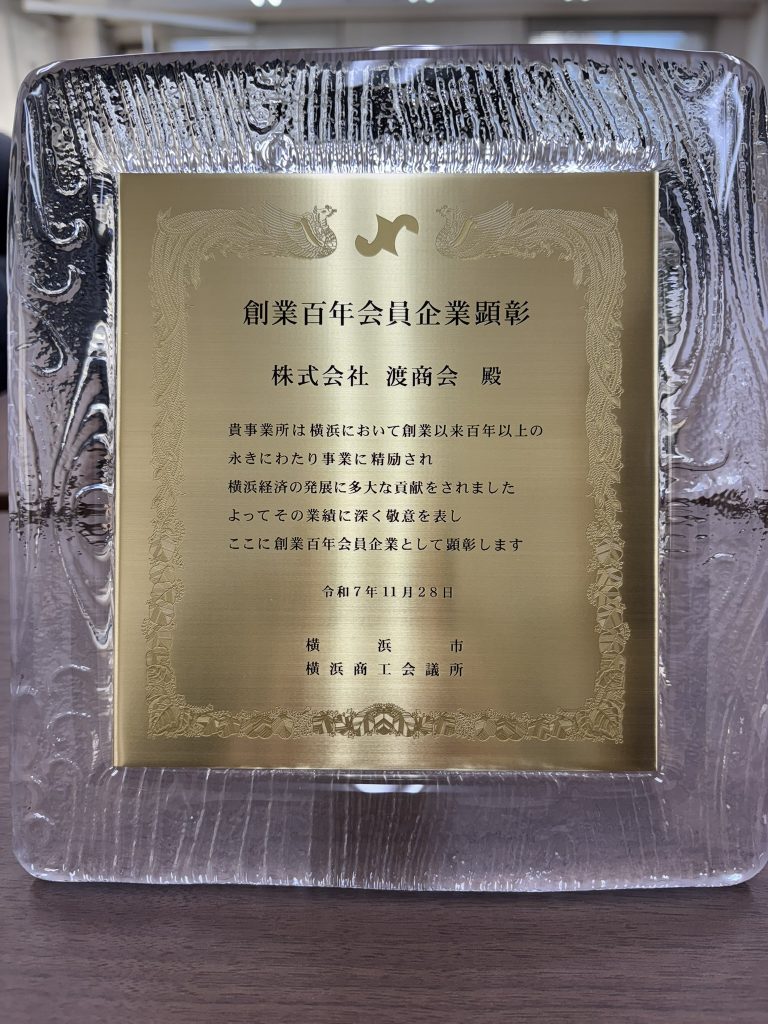 創業百年会員企業顕彰
株式会社 渡商会 殿
貴事業所は横浜において創業以来百年以上の
永きにわたり事業に精励され
横浜経済の発展に多大な貢献をされました
よってその業績に深く敬意を表し
ここに創業百年会員企業として顕彰します
令和7年11月28日
横浜市
横浜商工会議所